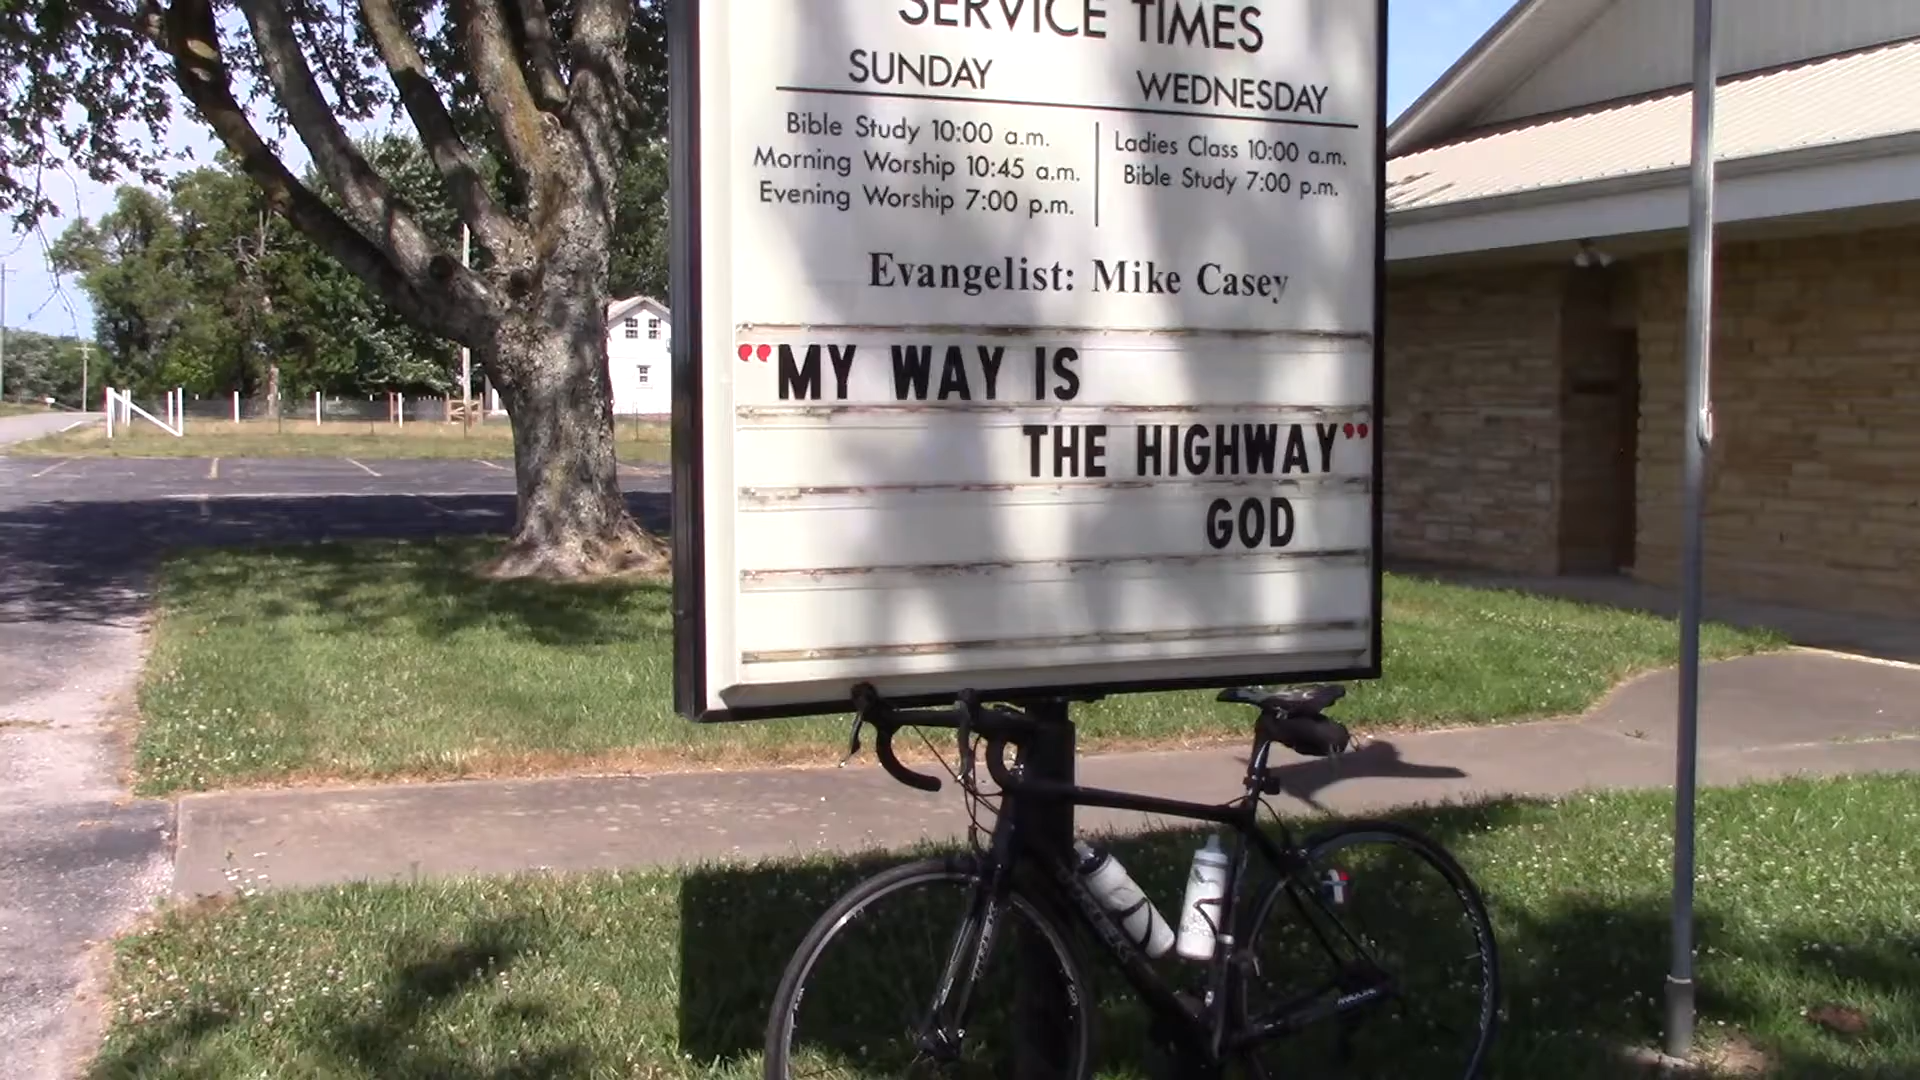 SERVICE TIMES
SUNDAY
Bible Study 10:00 a.m.
Morning Worship 10:45 a.m.
Evening Worship 7:00 p.m.
WEDNESDAY
Ladies Class 10:00 a.m.
Bible Study 7:00 p.m.
Evangelist: Mike Casey
"MY WAY IS
THE HIGHWAY"
GOD
TREK